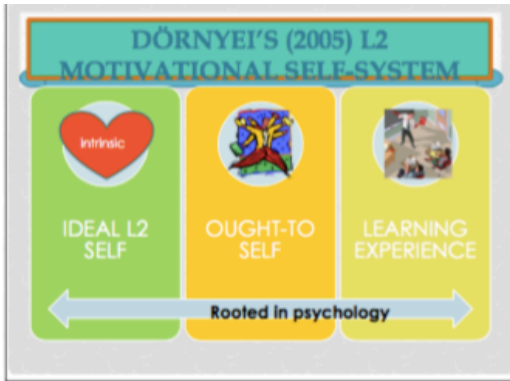 DÖRNYEI'S (2005) L2
MOTIVATIONAL SELF-SYSTEM
intrinsic
IDEAL L2
SELF
OUGHT-TO
SELF
LEARNING
EXPERIENCE
Rooted in psychology